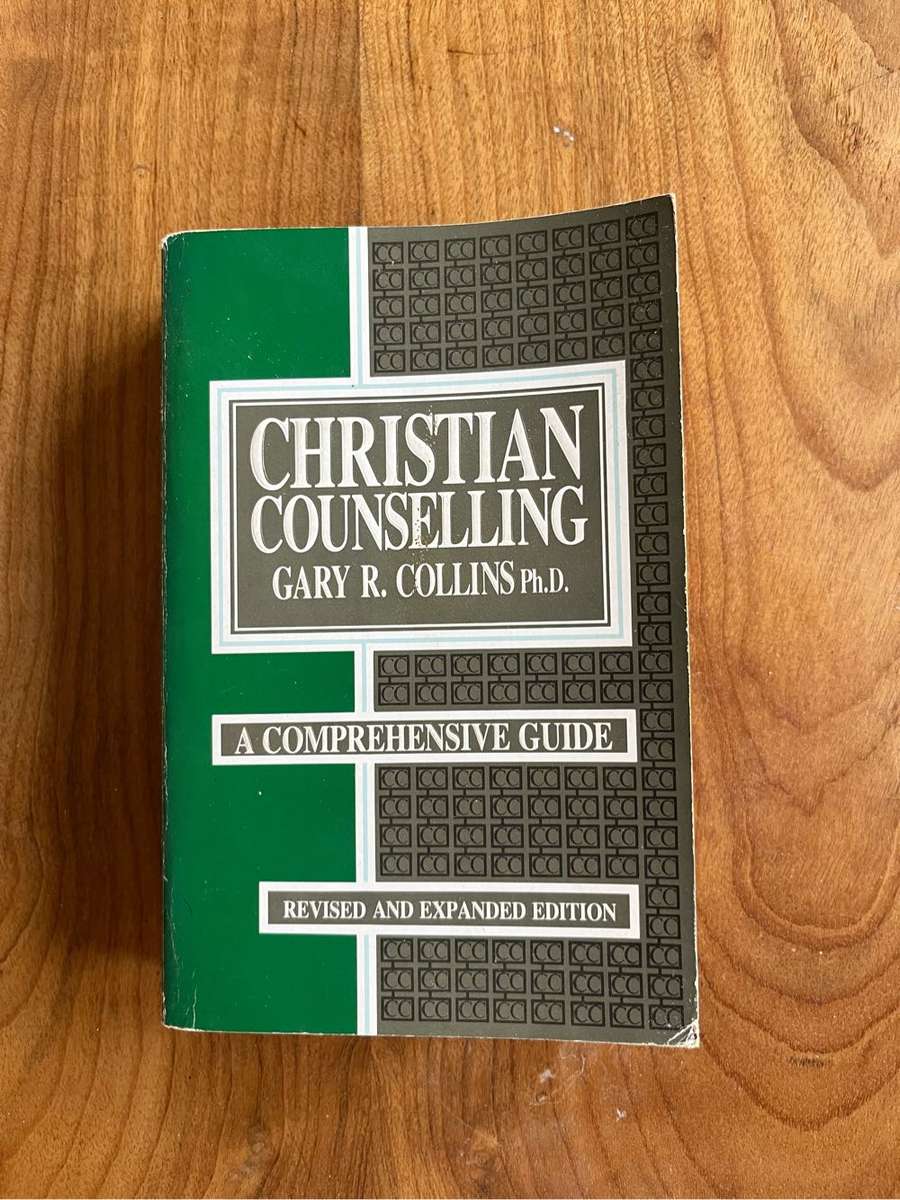 CHRISTIAN
COUNSELLING
GARY R. COLLINS Ph.D.
A COMPREHENSIVE GUIDE
REVISED AND EXPANDED EDITION